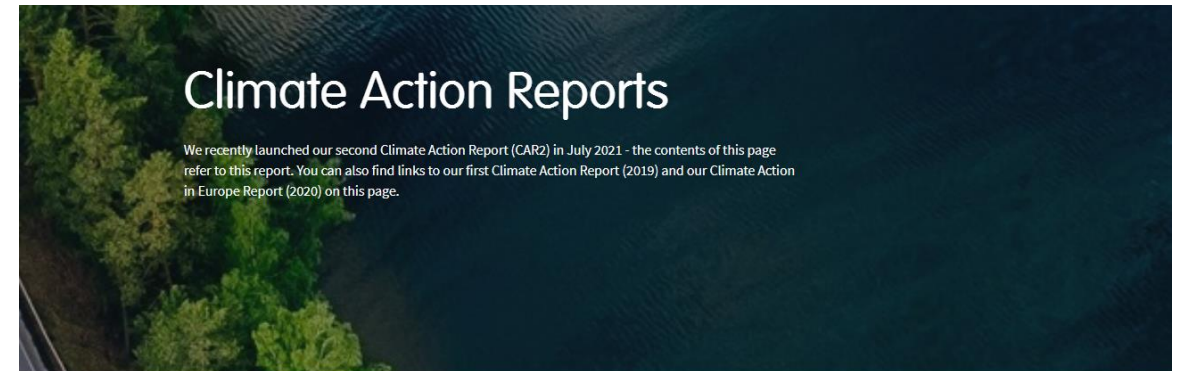 Climate Action Reports
We recently launched our second Climate Action Report (CAR2) in July 2021 - the contents of this page
refer to this report. You can also find links to our first Climate Action Report (2019) and our Climate Action
in Europe Report (2020) on this page.